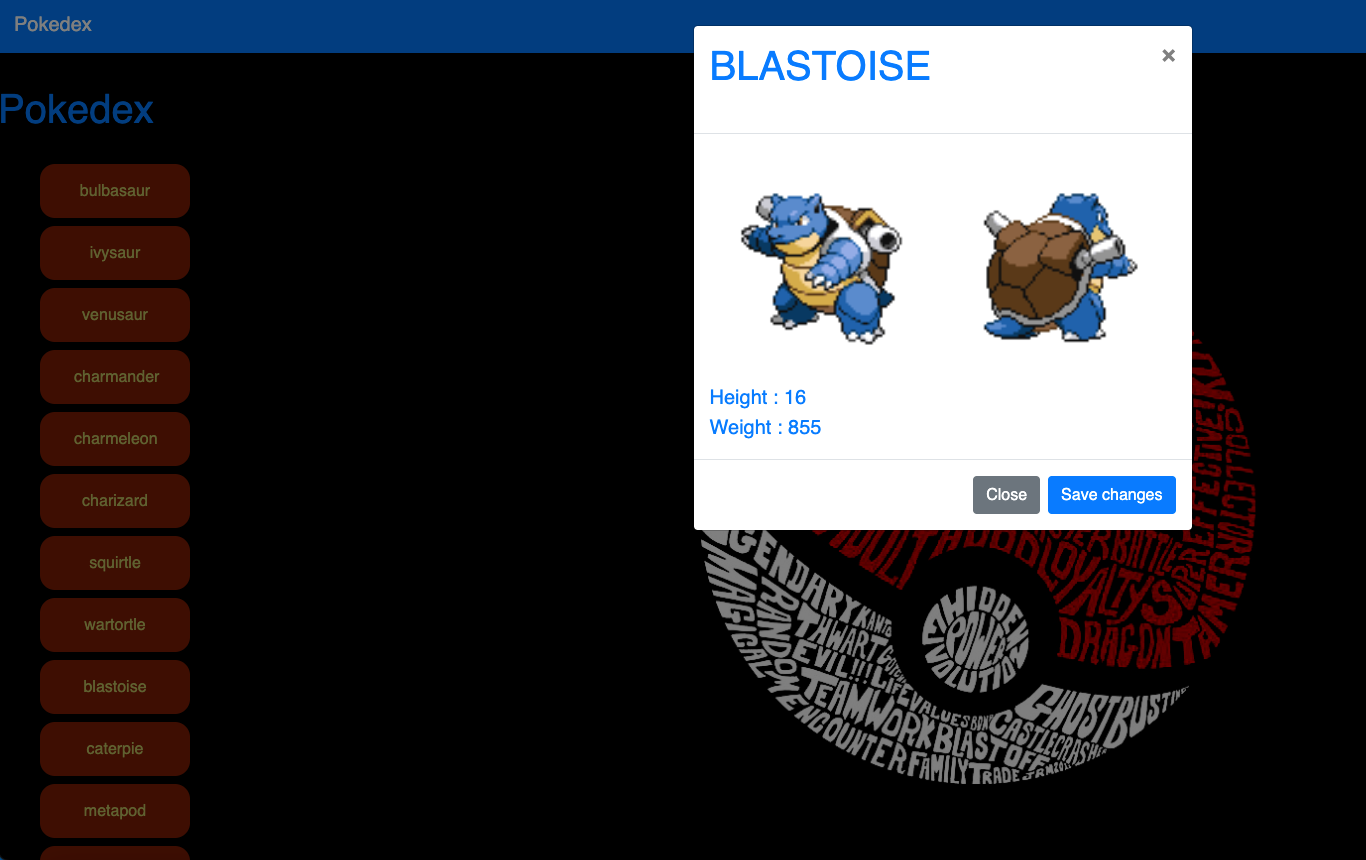 Pokedex
BLASTOISE
×
Pokedex
bulbasaur
ivysaur
venusaur
charmander
charmeleon
charizard
squirtle
wartortle
blastoise
caterpie
metapod
Height : 16
Weight : 855
Close
Save changes
SUPER EFFECTIVE!
COLLECTOR
BATTLE
LOYALTY
TAMER
DRAGON
LEGENDARY
KANTO
MAGICAL
RANDOM ENCOUNTER
THWART
EVIL!!!
LIFE
VALUES
TEAMWORK
BLAST OFF
FAMILY
TRADE
HIDDEN
POWER
EVOLUTION
GHOSTBUSTING